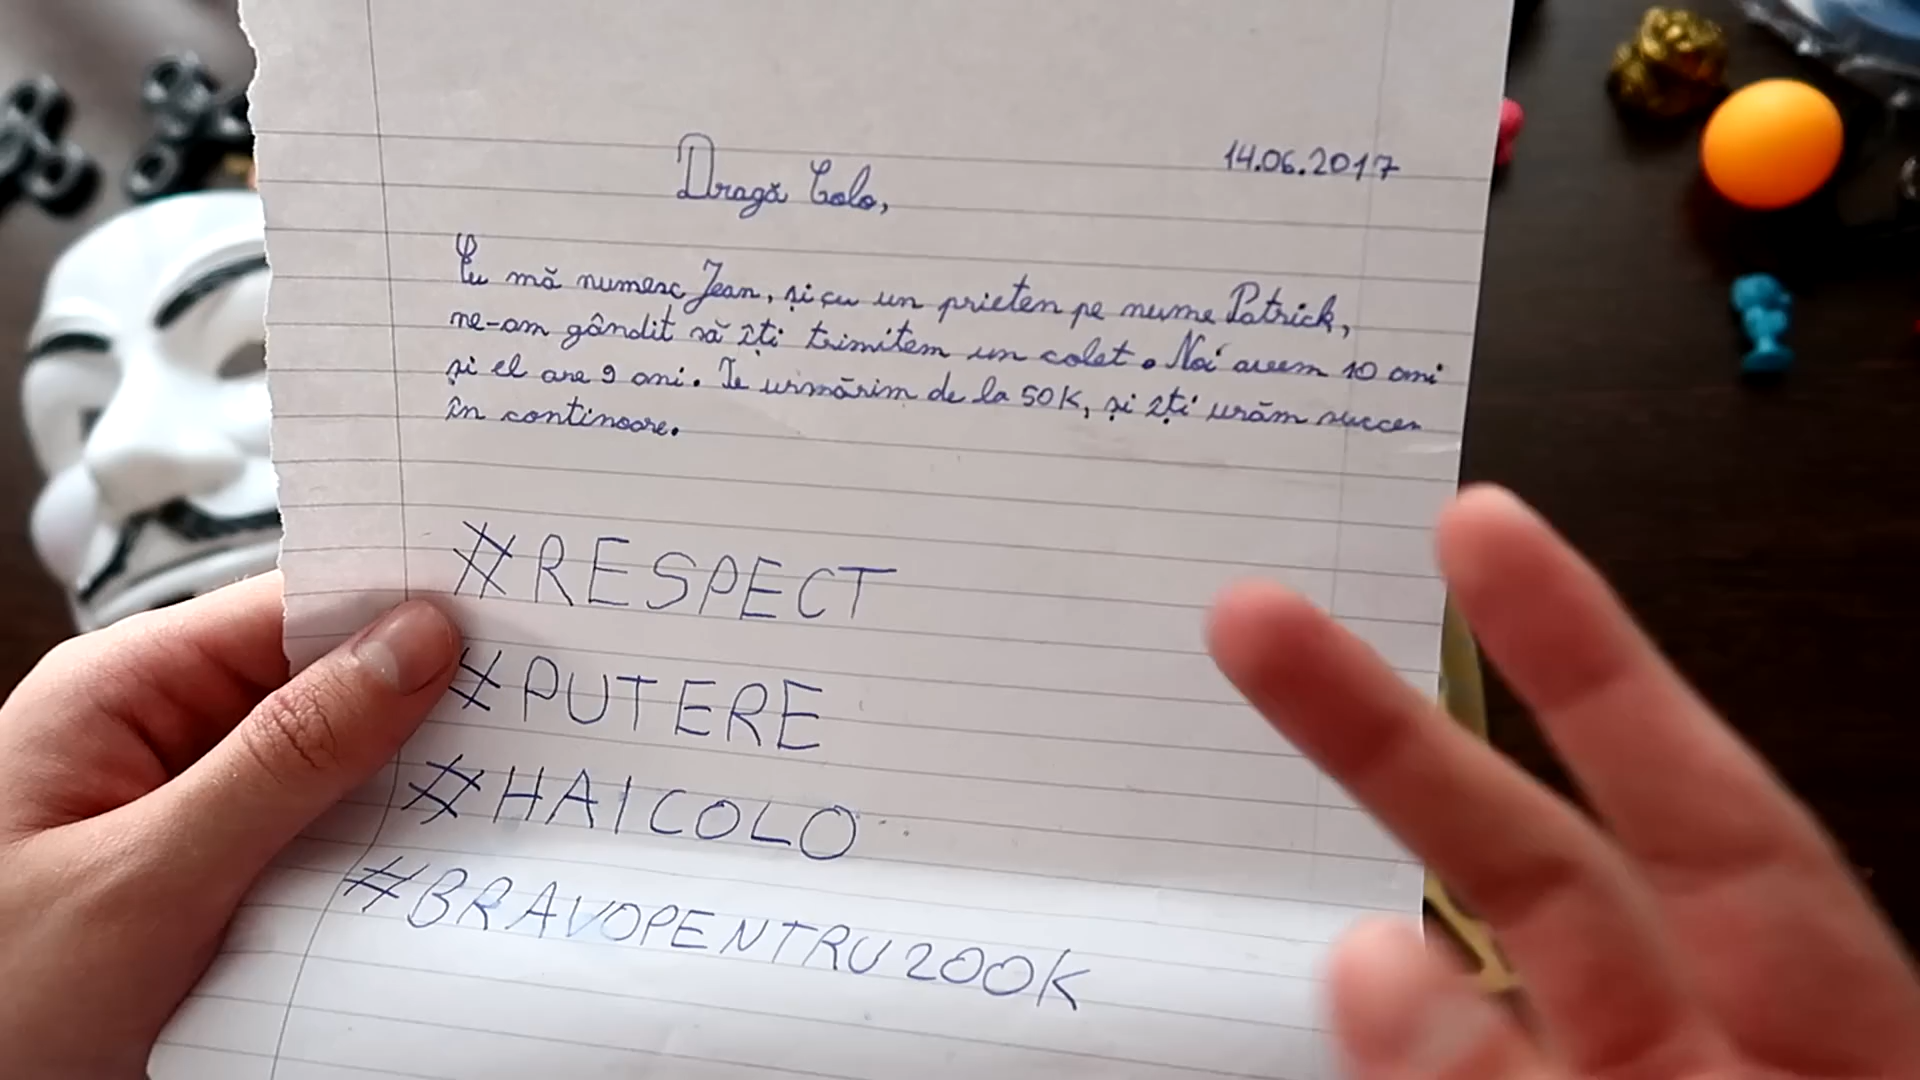 14.06.2017
Dragă Colo,
Eu mă numesc Jean, și cu un prieten pe nume Patrick,
ne-am gândit să îți trimitem un colet. Noi avem 10 ani
și el are 9 ani. Te urmărim de la 50K, și îți urăm succes
în continoare.
#RESPECT
#PUTERE
#HAICOLO
#BRAVOPENTRU200K